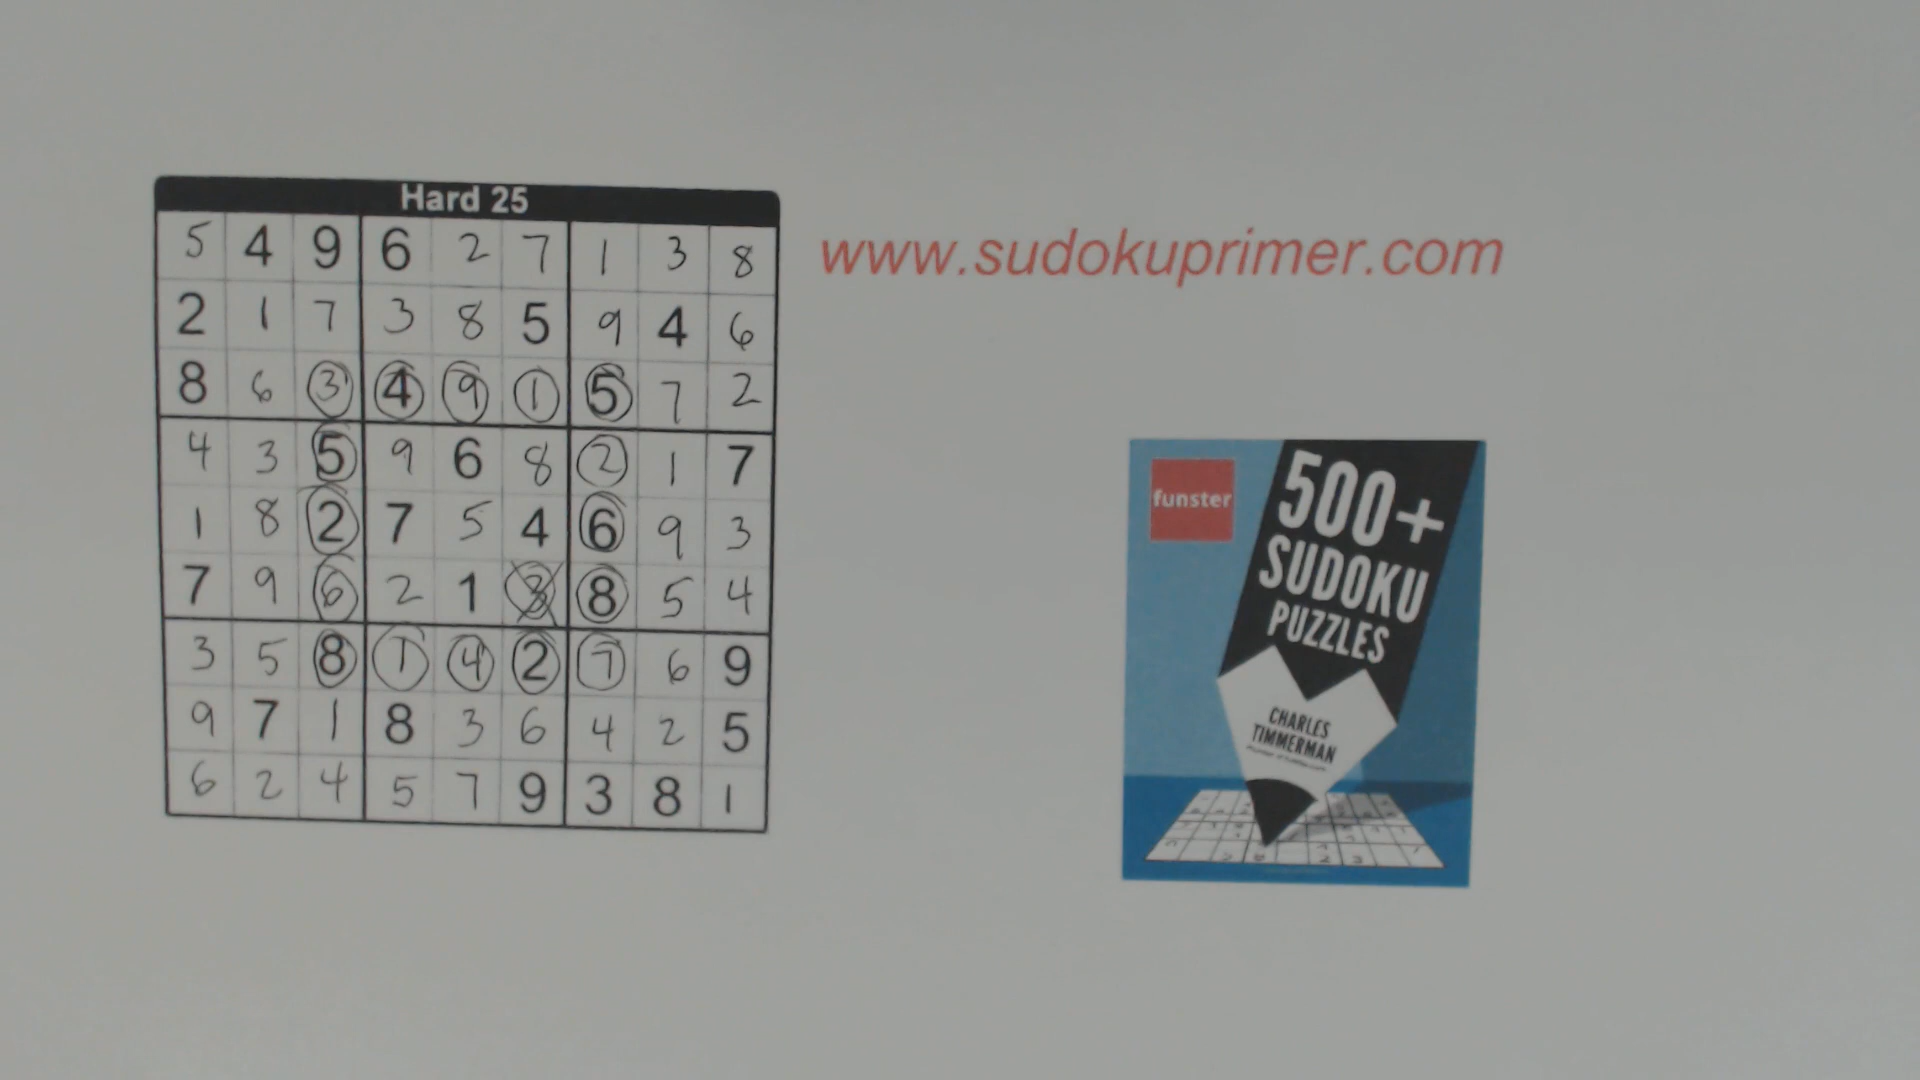 Hard 25
5 4 9 6 2 7 1 3 8
www.sudokuprimer.com
2 1 7 3 8 5 9 4 6
8 6 3 4 9 1 5 7 2
4 3 5 9 6 8 2 1 7
1 8 2 7 5 4 6 9 3
7 9 6 2 1 3 8 5 4
3 5 8 1 4 2 7 6 9
9 7 1 8 3 6 4 2 5
6 2 4 5 7 9 3 8 1
funster
500+
SUDOKU
PUZZLES
CHARLES
TIMMERMAN